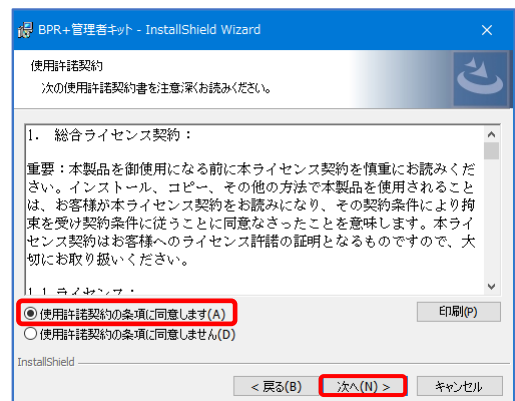 BPR+管理者キット - InstallShield Wizard
使用許諾契約
次の使用許諾契約書を注意深くお読みください。
1. 総合ライセンス契約：
重要：本製品を御使用になる前に本ライセンス契約を慎重にお読みくだ
さい。インストール、コピー、その他の方法で本製品を使用されること
は、お客様が本ライセンス契約をお読みになり、その契約条件により拘
束を受け契約条件に従うことに同意なさったことを意味します。本ライ
センス契約はお客様へのライセンス許諾の証明となるものですので、大
切にお取り扱いください。
1.1 ライセンス：
使用許諾契約の条項に同意します(A)
印刷(P)
使用許諾契約の条項に同意しません(D)
InstallShield
< 戻る(B) 次へ(N) > キャンセル